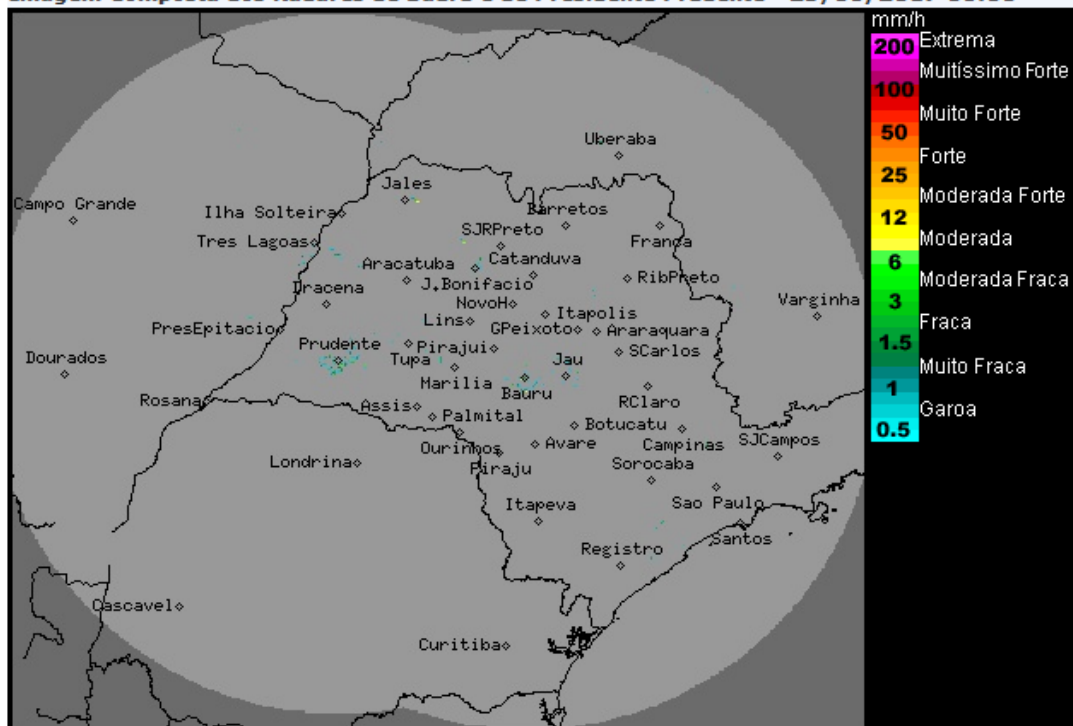 mm/h
200 Extrema
Muitíssimo Forte
100
Muito Forte
50
Forte
25
Moderada Forte
12
Moderada
6
Moderada Fraca
3
Fraca
1.5
Muito Fraca
1
Garoa
0.5
Uberaba
Jales
Campo Grande
Ilha Solteira
Barretos
SJRPreto
Franca
Tres Lagoas
Aracatuba
Catanduva
J.Bonifacio
RibPreto
Dracena
NovoH
Itapolis
Varginha
Lins
GPeixoto
Araraquara
PresEpitacio
Prudente
Tupa
Pirajui
Jau
SCarlos
Dourados
Marilia
Bauru
Rosana
Assis
Palmital
RClaro
Botucatu
Ourinhos
Avare
Campinas
SJCampos
Londrina
Piraju
Sorocaba
Itapeva
Sao Paulo
Santos
Registro
Cascavel
Curitiba